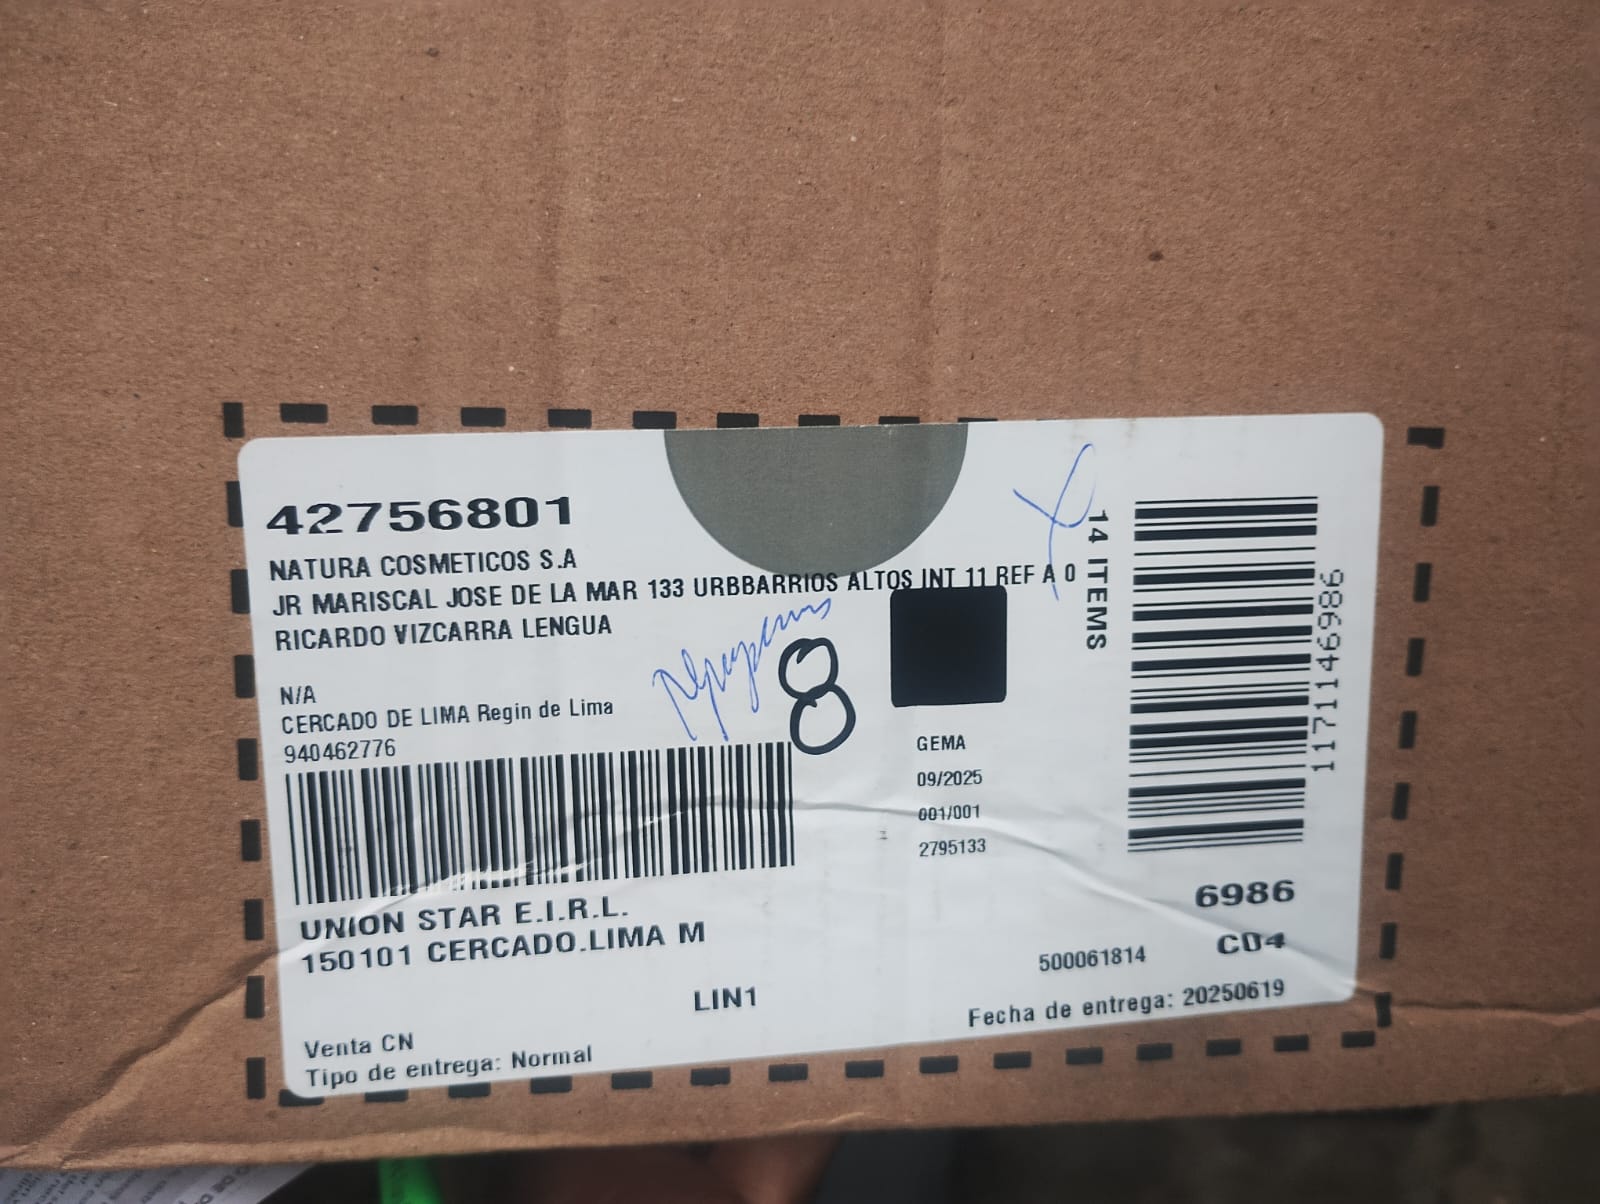 42756801
NATURA COSMETICOS S.A
JR MARISCAL JOSE DE LA MAR 133 URBBARRIOS ALTOS INT 11 REF A 0
RICARDO VIZCARRA LENGUA
N/A
CERCADO DE LIMA Regin de Lima
940462776
8
GEMA
09/2025
001/001
2795133
14 ITEMS
1171146986
UNION STAR E.I.R.L.
150101 CERCADO.LIMA M
LIN1
6986
C04
500061814
Fecha de entrega: 20250619
Venta CN
Tipo de entrega: Normal